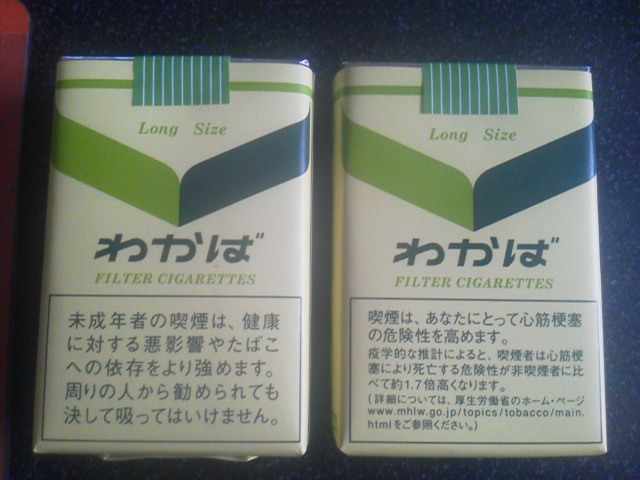 Long Size
わかば
FILTER CIGARETTES
未成年者の喫煙は、健康
に対する悪影響やたばこ
への依存をより強めます。
周りの人から勧められても
決して吸ってはいけません。
Long Size
わかば
FILTER CIGARETTES
喫煙は、あなたにとって心筋梗塞
の危険性を高めます。
疫学的な推計によると、喫煙者は心筋梗
塞により死亡する危険性が非喫煙者に比
べて約1.7倍高くなります。
(詳細については、厚生労働省のホーム・ページ
www.mhlw.go.jp/topics/tobacco/main.
htmlをご参照ください。)